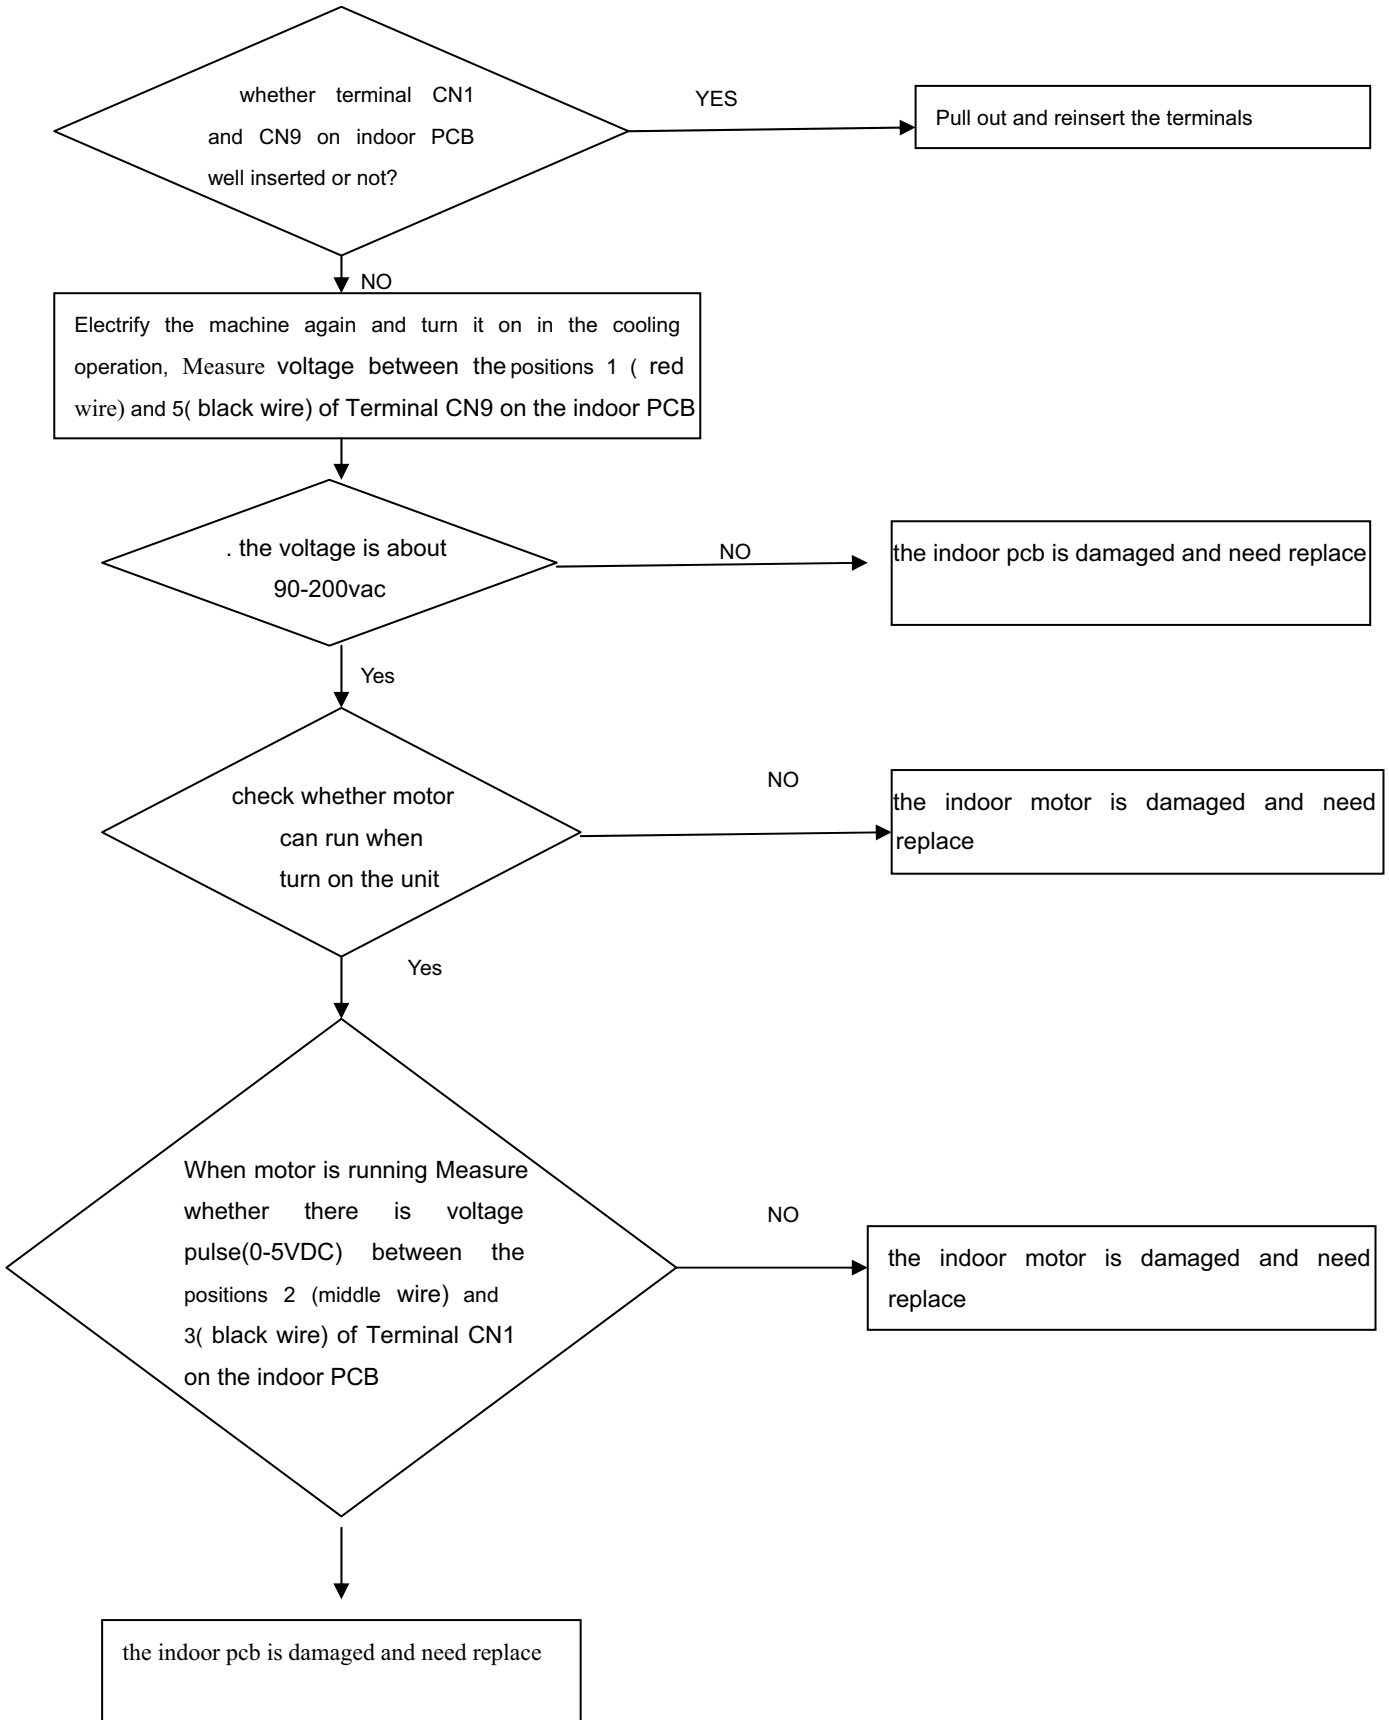 whether terminal CN1
and CN9 on indoor PCB
well inserted or not?
YES
Pull out and reinsert the terminals
NO
Electrify the machine again and turn it on in the cooling
operation, Measure voltage between the positions 1 ( red
wire) and 5( black wire) of Terminal CN9 on the indoor PCB
. the voltage is about
90-200vac
NO
the indoor pcb is damaged and need replace
Yes
check whether motor
can run when
turn on the unit
NO
the indoor motor is damaged and need
replace
Yes
When motor is running Measure
whether there is voltage
pulse(0-5VDC) between the
positions 2 (middle wire) and
3( black wire) of Terminal CN1
on the indoor PCB
NO
the indoor motor is damaged and need
replace
the indoor pcb is damaged and need replace